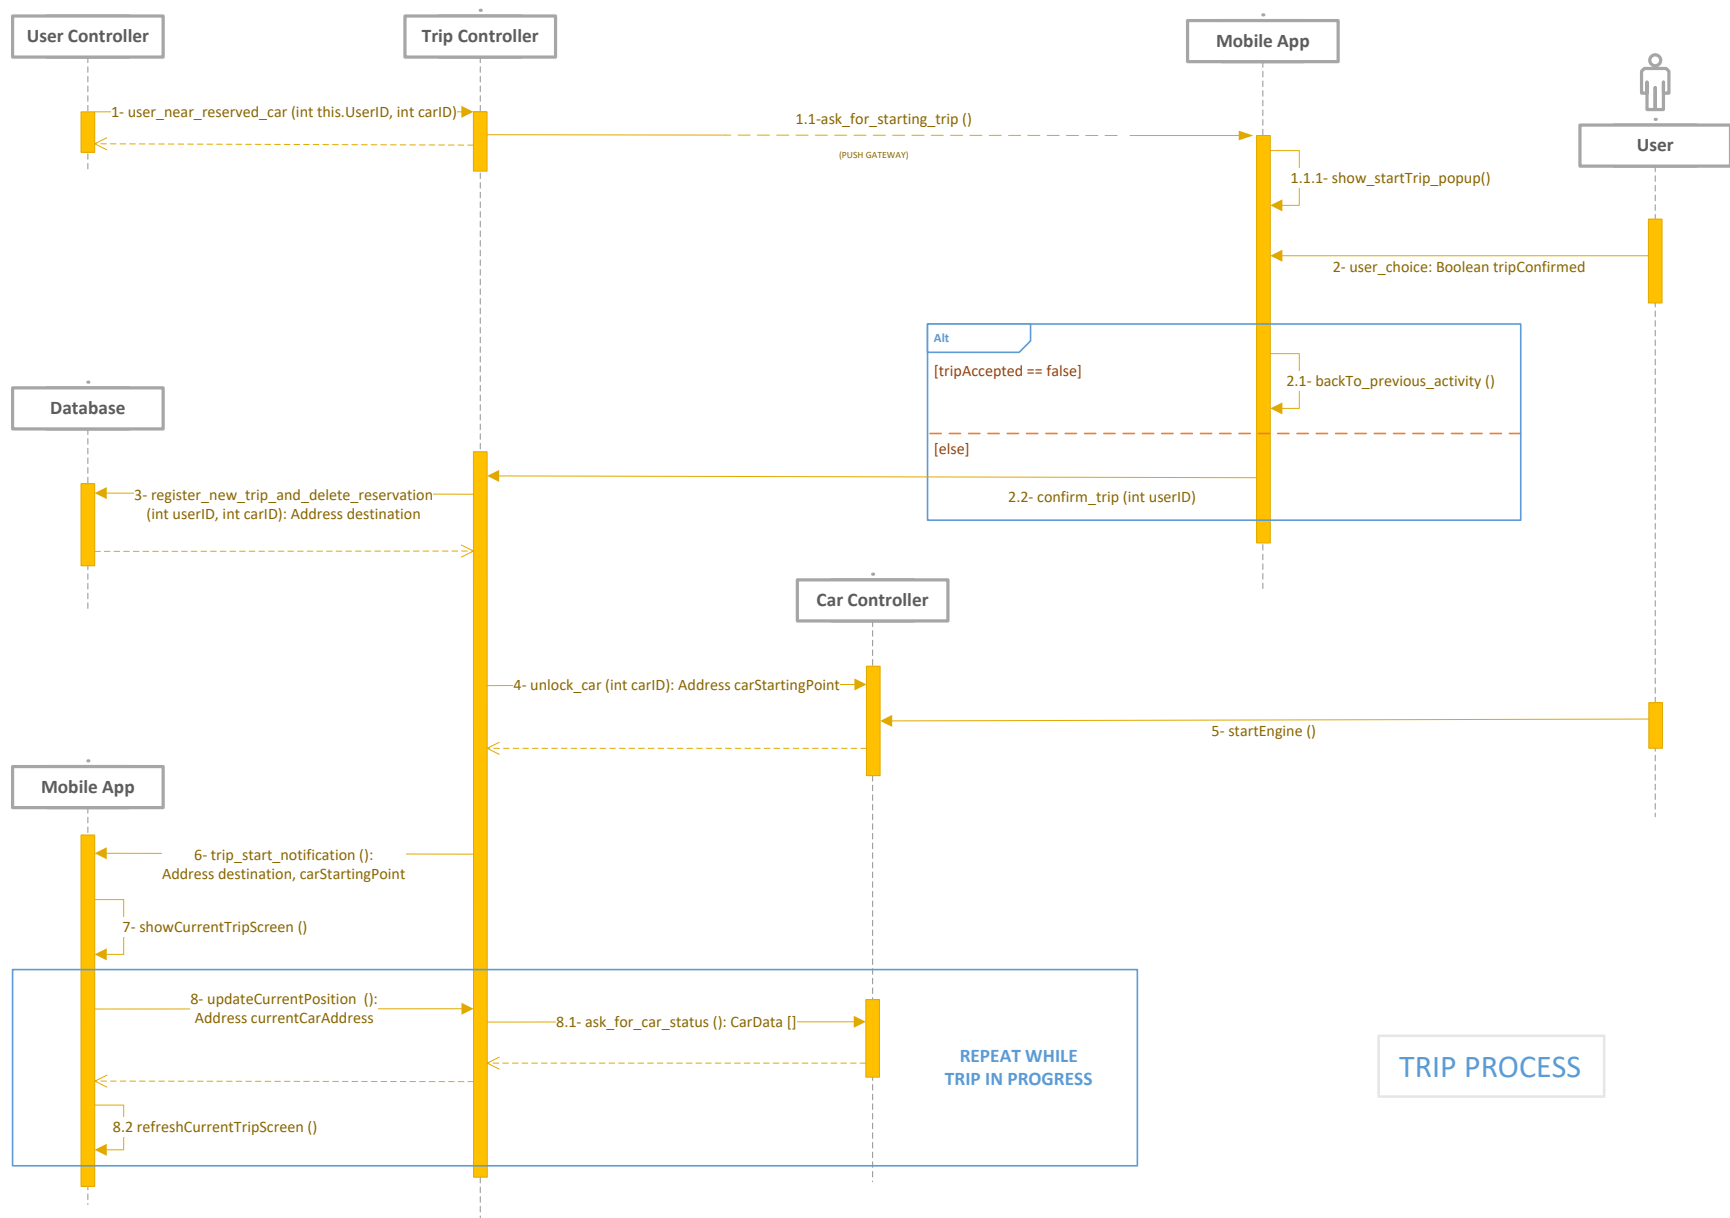 User Controller
Trip Controller
Mobile App
User
1- user_near_reserved_car (int this.UserID, int carID)
1.1-ask_for_starting_trip ()
(PUSH GATEWAY)
1.1.1- show_startTrip_popup()
2- user_choice: Boolean tripConfirmed
Alt
[tripAccepted == false]
2.1- backTo_previous_activity ()
[else]
2.2- confirm_trip (int userID)
Database
3- register_new_trip_and_delete_reservation
(int userID, int carID): Address destination
Car Controller
4- unlock_car (int carID): Address carStartingPoint
5- startEngine ()
Mobile App
6- trip_start_notification ():
Address destination, carStartingPoint
7- showCurrentTripScreen ()
8- updateCurrentPosition  ():
Address currentCarAddress
8.1- ask_for_car_status (): CarData []
REPEAT WHILE
TRIP IN PROGRESS
8.2 refreshCurrentTripScreen ()
TRIP PROCESS